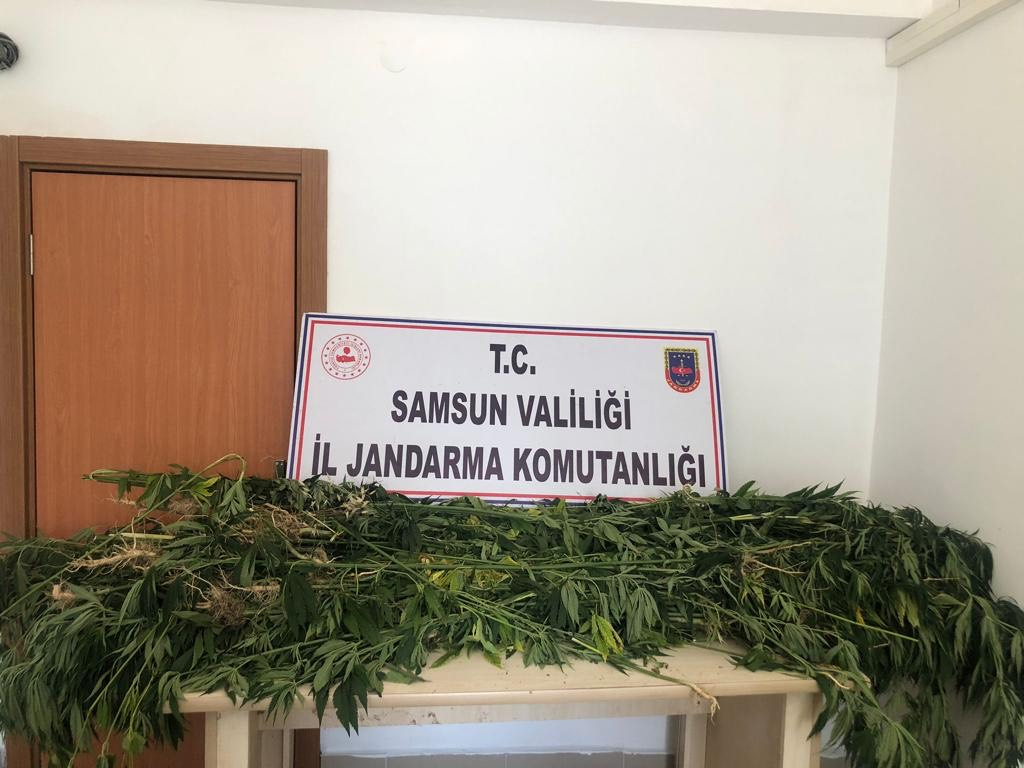 T.C.
SAMSUN VALİLİĞİ
İL JANDARMA KOMUTANLIĞI